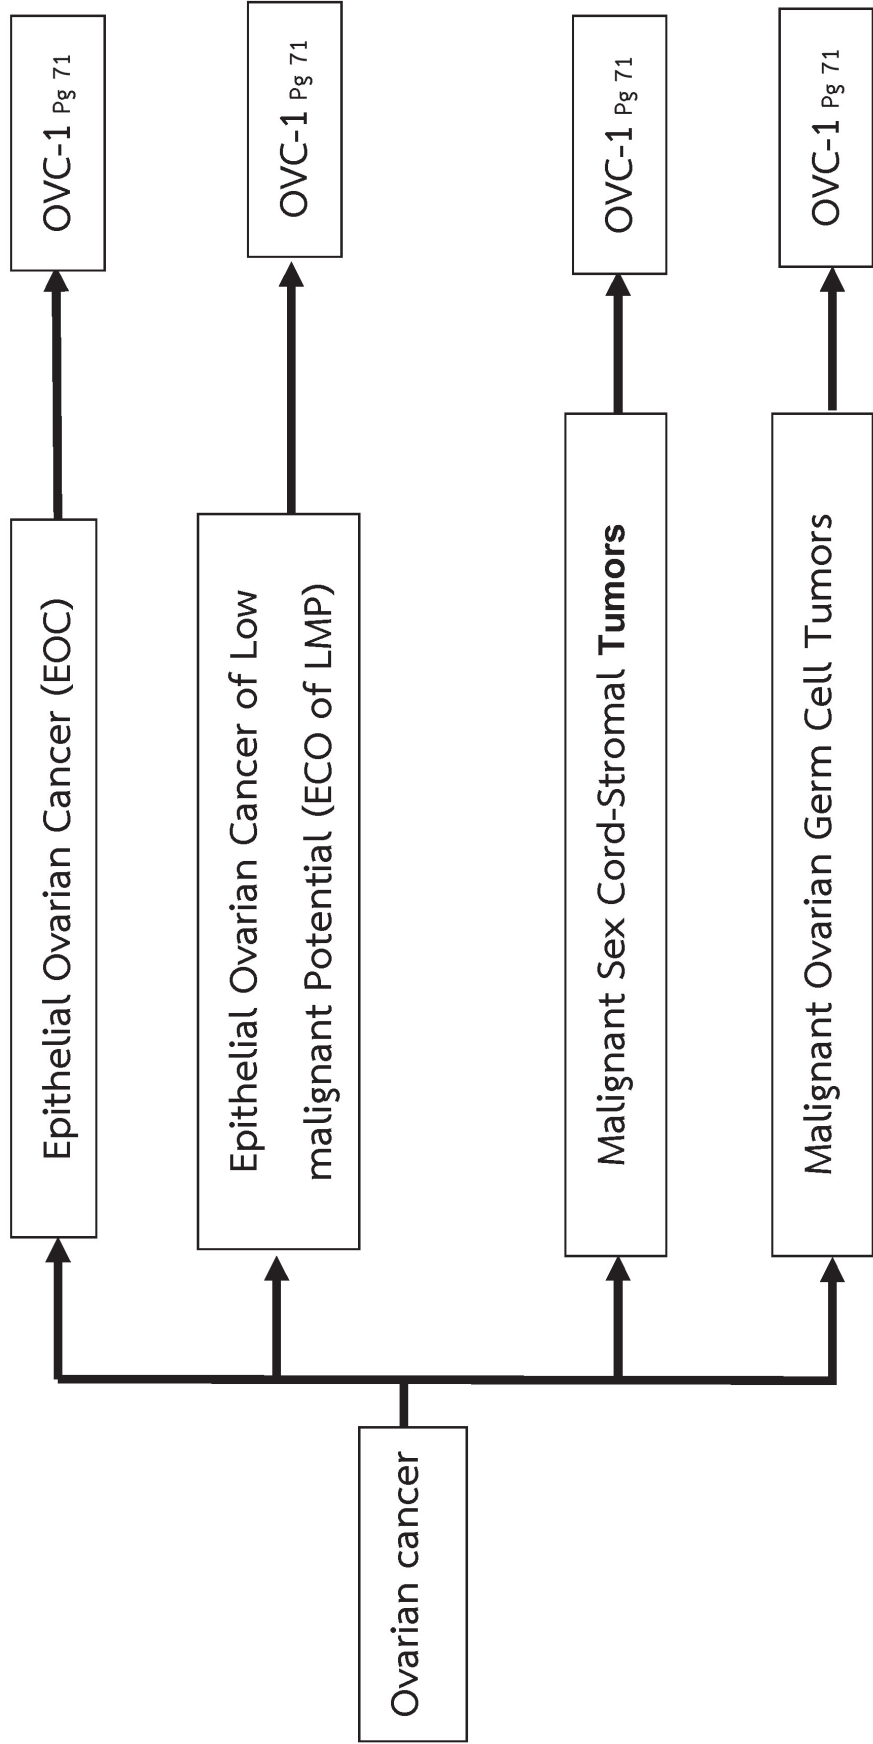 Ovarian cancer
Epithelial Ovarian Cancer (EOC)
OVC-1 Pg 71
Epithelial Ovarian Cancer of Low
malignant Potential (ECO of LMP)
OVC-1 Pg 71
Malignant Sex Cord-Stromal Tumors
OVC-1 Pg 71
Malignant Ovarian Germ Cell Tumors
OVC-1 Pg 71